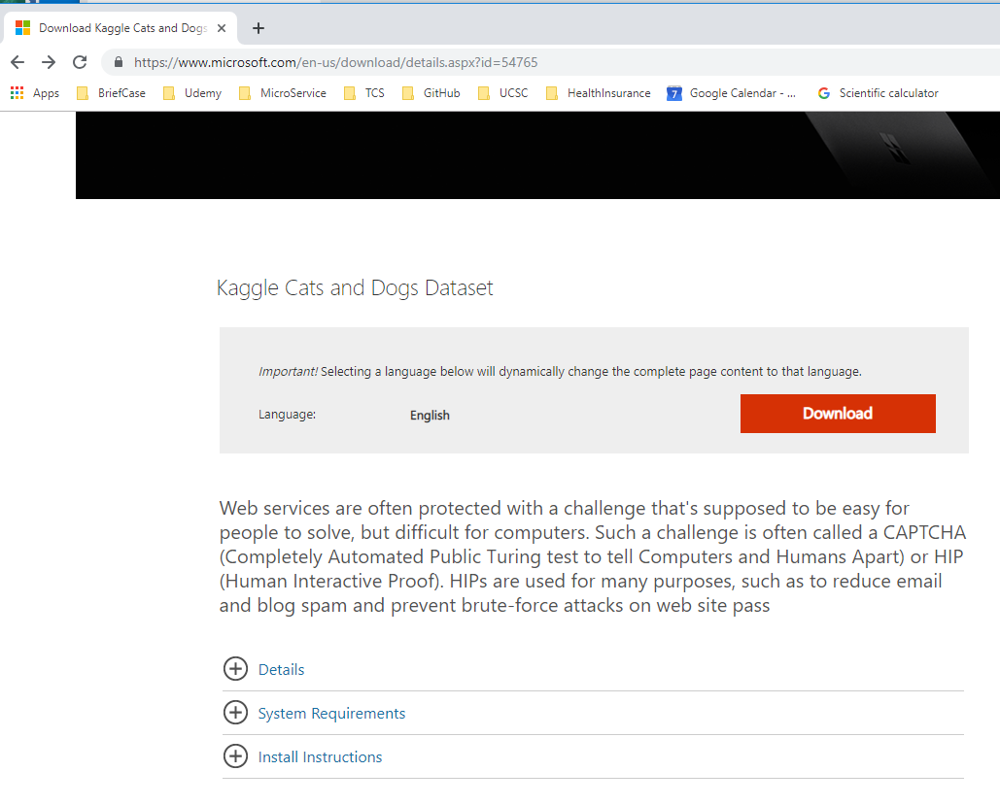 Download Kaggle Cats and Dogs
https://www.microsoft.com/en-us/download/details.aspx?id=54765
Apps BriefCase Udemy MicroService TCS GitHub UCSC HealthInsurance 7 Google Calendar - ... G Scientific calculator
Kaggle Cats and Dogs Dataset
Important! Selecting a language below will dynamically change the complete page content to that language.
Language: English Download
Web services are often protected with a challenge that's supposed to be easy for
people to solve, but difficult for computers. Such a challenge is often called a CAPTCHA
(Completely Automated Public Turing test to tell Computers and Humans Apart) or HIP
(Human Interactive Proof). HIPs are used for many purposes, such as to reduce email
and blog spam and prevent brute-force attacks on web site pass
Details
System Requirements
Install Instructions